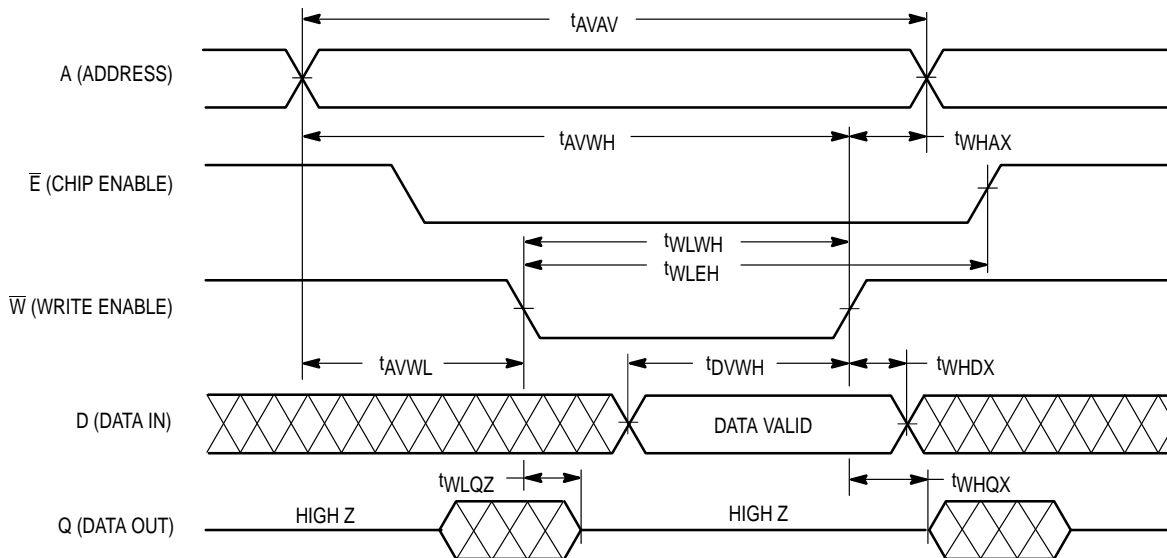 tAVAV
A (ADDRESS)
tAVWH
tWHAX
E̅ (CHIP ENABLE)
tWLWH
tWLEH
W̅ (WRITE ENABLE)
tAVWL
tDVWH
tWHDX
D (DATA IN)
DATA VALID
tWLQZ
tWHQX
Q (DATA OUT)
HIGH Z
HIGH Z